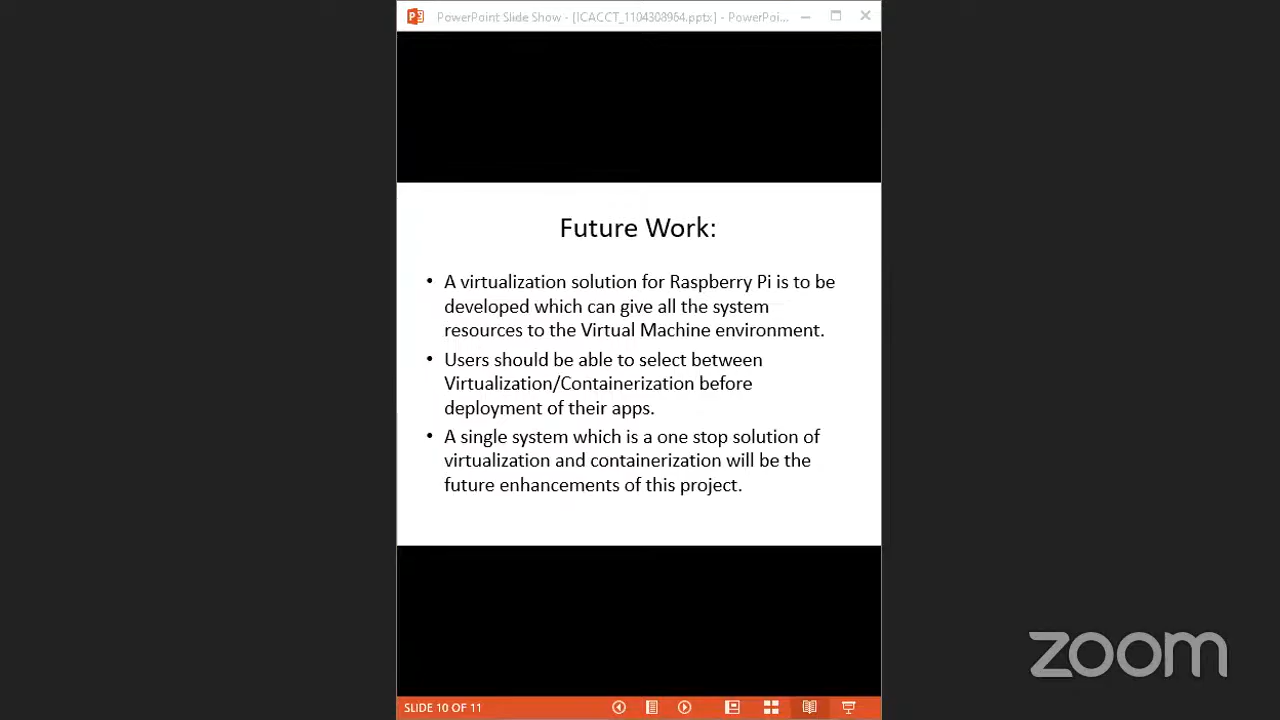 PowerPoint Slide Show - [ICACCT_1104308964.pptx] - PowerPoi...
Future Work:
• A virtualization solution for Raspberry Pi is to be
developed which can give all the system
resources to the Virtual Machine environment.
• Users should be able to select between
Virtualization/Containerization before
deployment of their apps.
• A single system which is a one stop solution of
virtualization and containerization will be the
future enhancements of this project.
zoom
SLIDE 10 OF 11